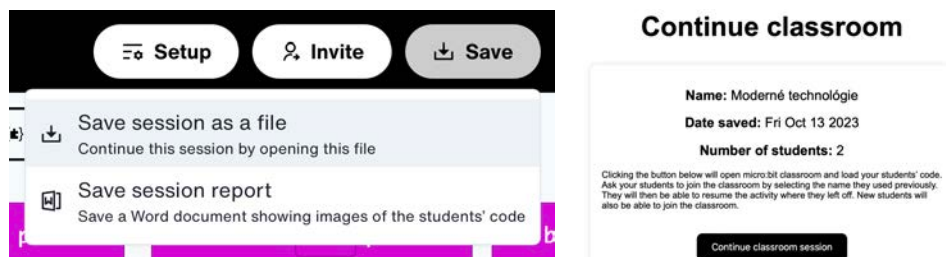 Setup
Invite
Save
Save session as a file
Continue this session by opening this file
Save session report
Save a Word document showing images of the students' code
Continue classroom
Name: Moderné technológie
Date saved: Fri Oct 13 2023
Number of students: 2
Clicking the button below will open micro:bit classroom and load your students' code.
Ask your students to join the classroom by selecting the name they used previously.
They will then be able to resume the activity where they left off. New students will
also be able to join the classroom.
Continue classroom session